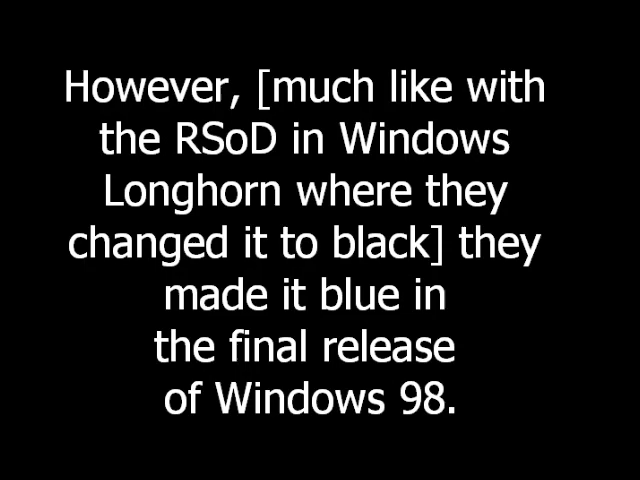 However, [much like with
the RSoD in Windows
Longhorn where they
changed it to black] they
made it blue in
the final release
of Windows 98.